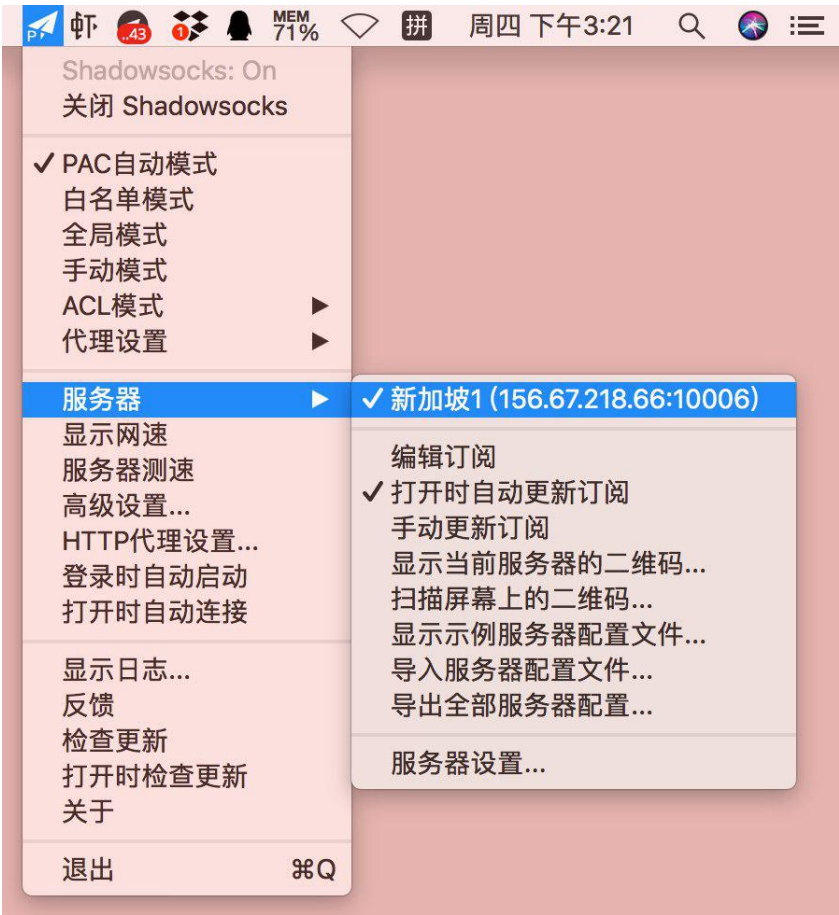 虾 ..43 1 MEM 71% 拼 周四 下午3:21
P
Shadowsocks: On
关闭 Shadowsocks
PAC自动模式
白名单模式
全局模式
手动模式
ACL模式
代理设置
服务器
新加坡1 (156.67.218.66:10006)
显示网速
服务器测速
高级设置...
HTTP代理设置...
登录时自动启动
打开时自动连接
编辑订阅
打开时自动更新订阅
手动更新订阅
显示当前服务器的二维码...
扫描屏幕上的二维码...
显示示例服务器配置文件...
导入服务器配置文件...
导出全部服务器配置...
服务器设置...
显示日志...
反馈
检查更新
打开时检查更新
关于
退出 ⌘Q